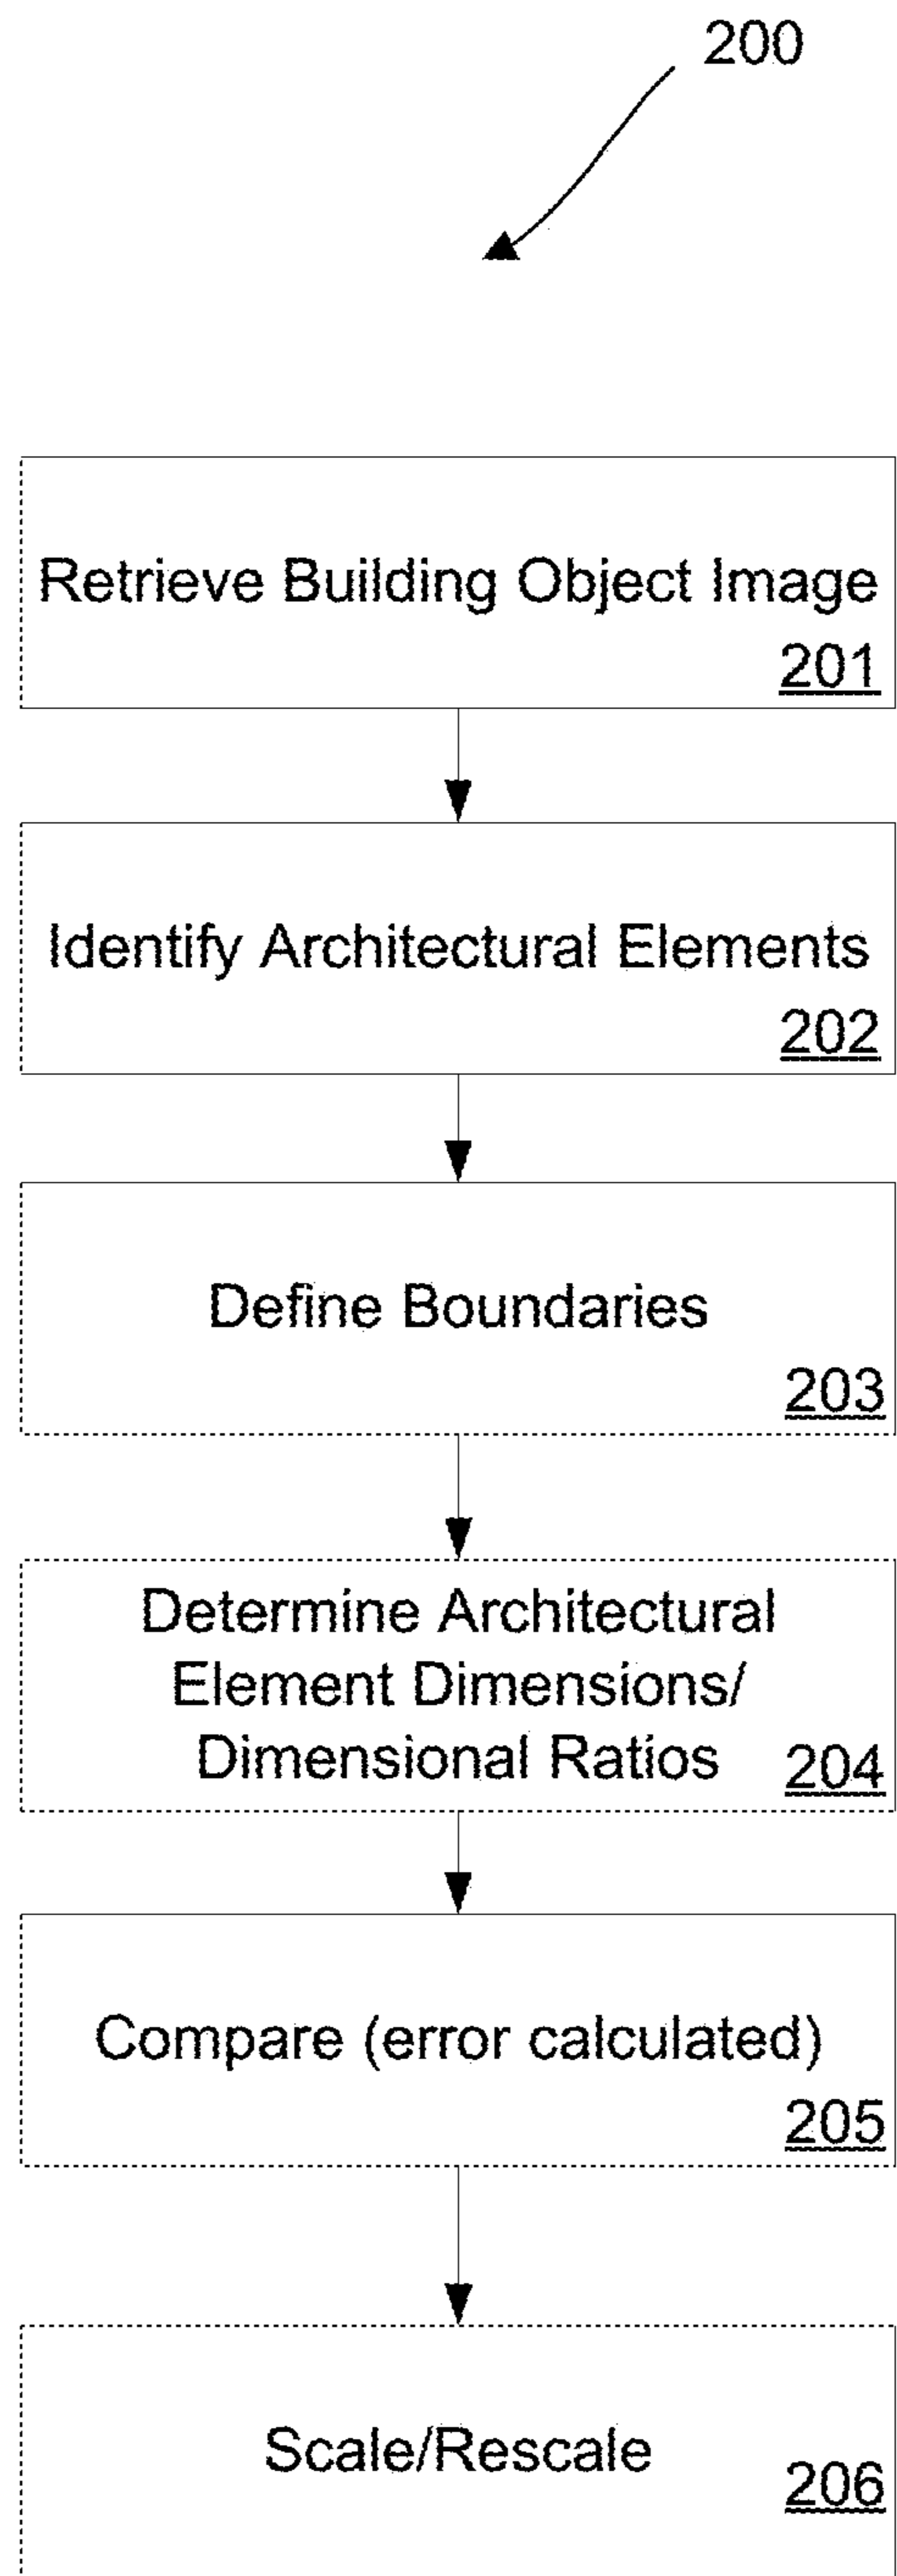 200
Retrieve Building Object Image
201
Identify Architectural Elements
202
Define Boundaries
203
Determine Architectural
Element Dimensions/
Dimensional Ratios
204
Compare (error calculated)
205
Scale/Rescale
206